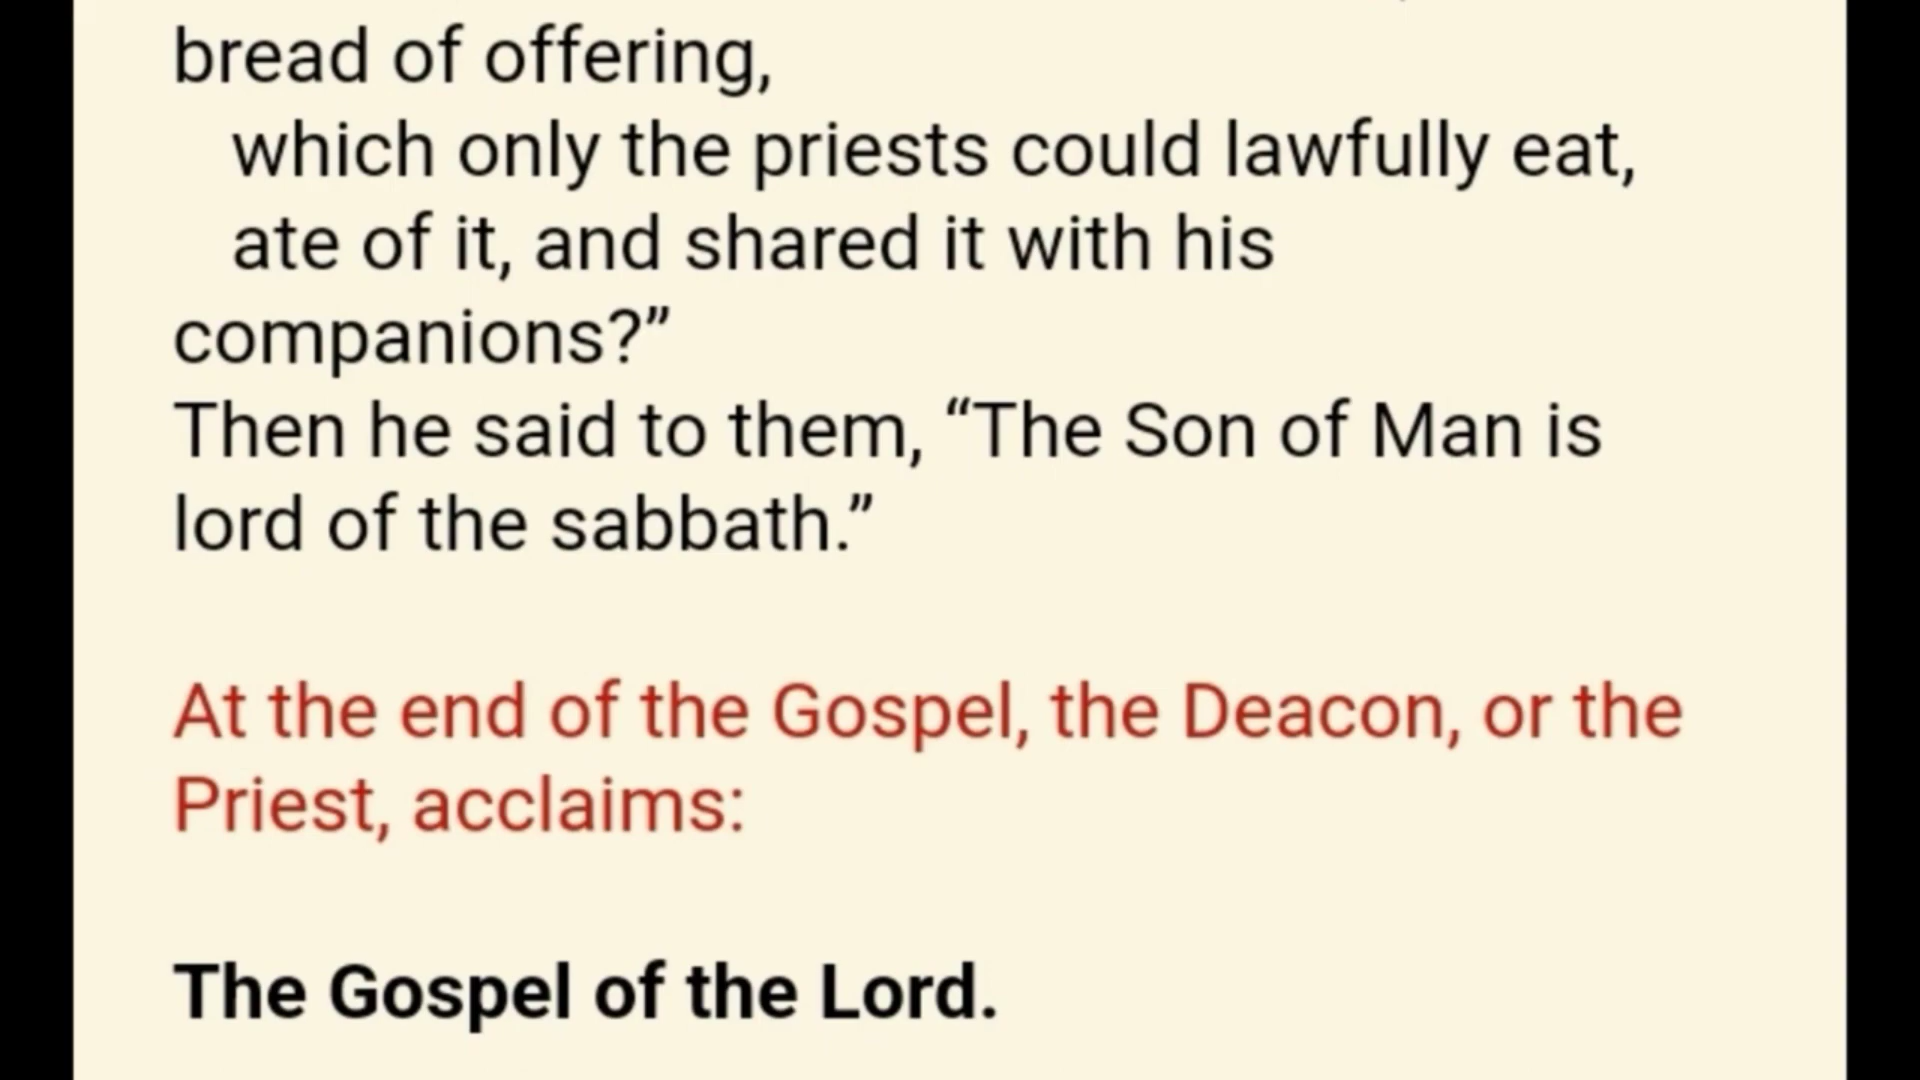 bread of offering,
which only the priests could lawfully eat,
ate of it, and shared it with his
companions?”
Then he said to them, “The Son of Man is
lord of the sabbath.”
At the end of the Gospel, the Deacon, or the
Priest, acclaims:
The Gospel of the Lord.